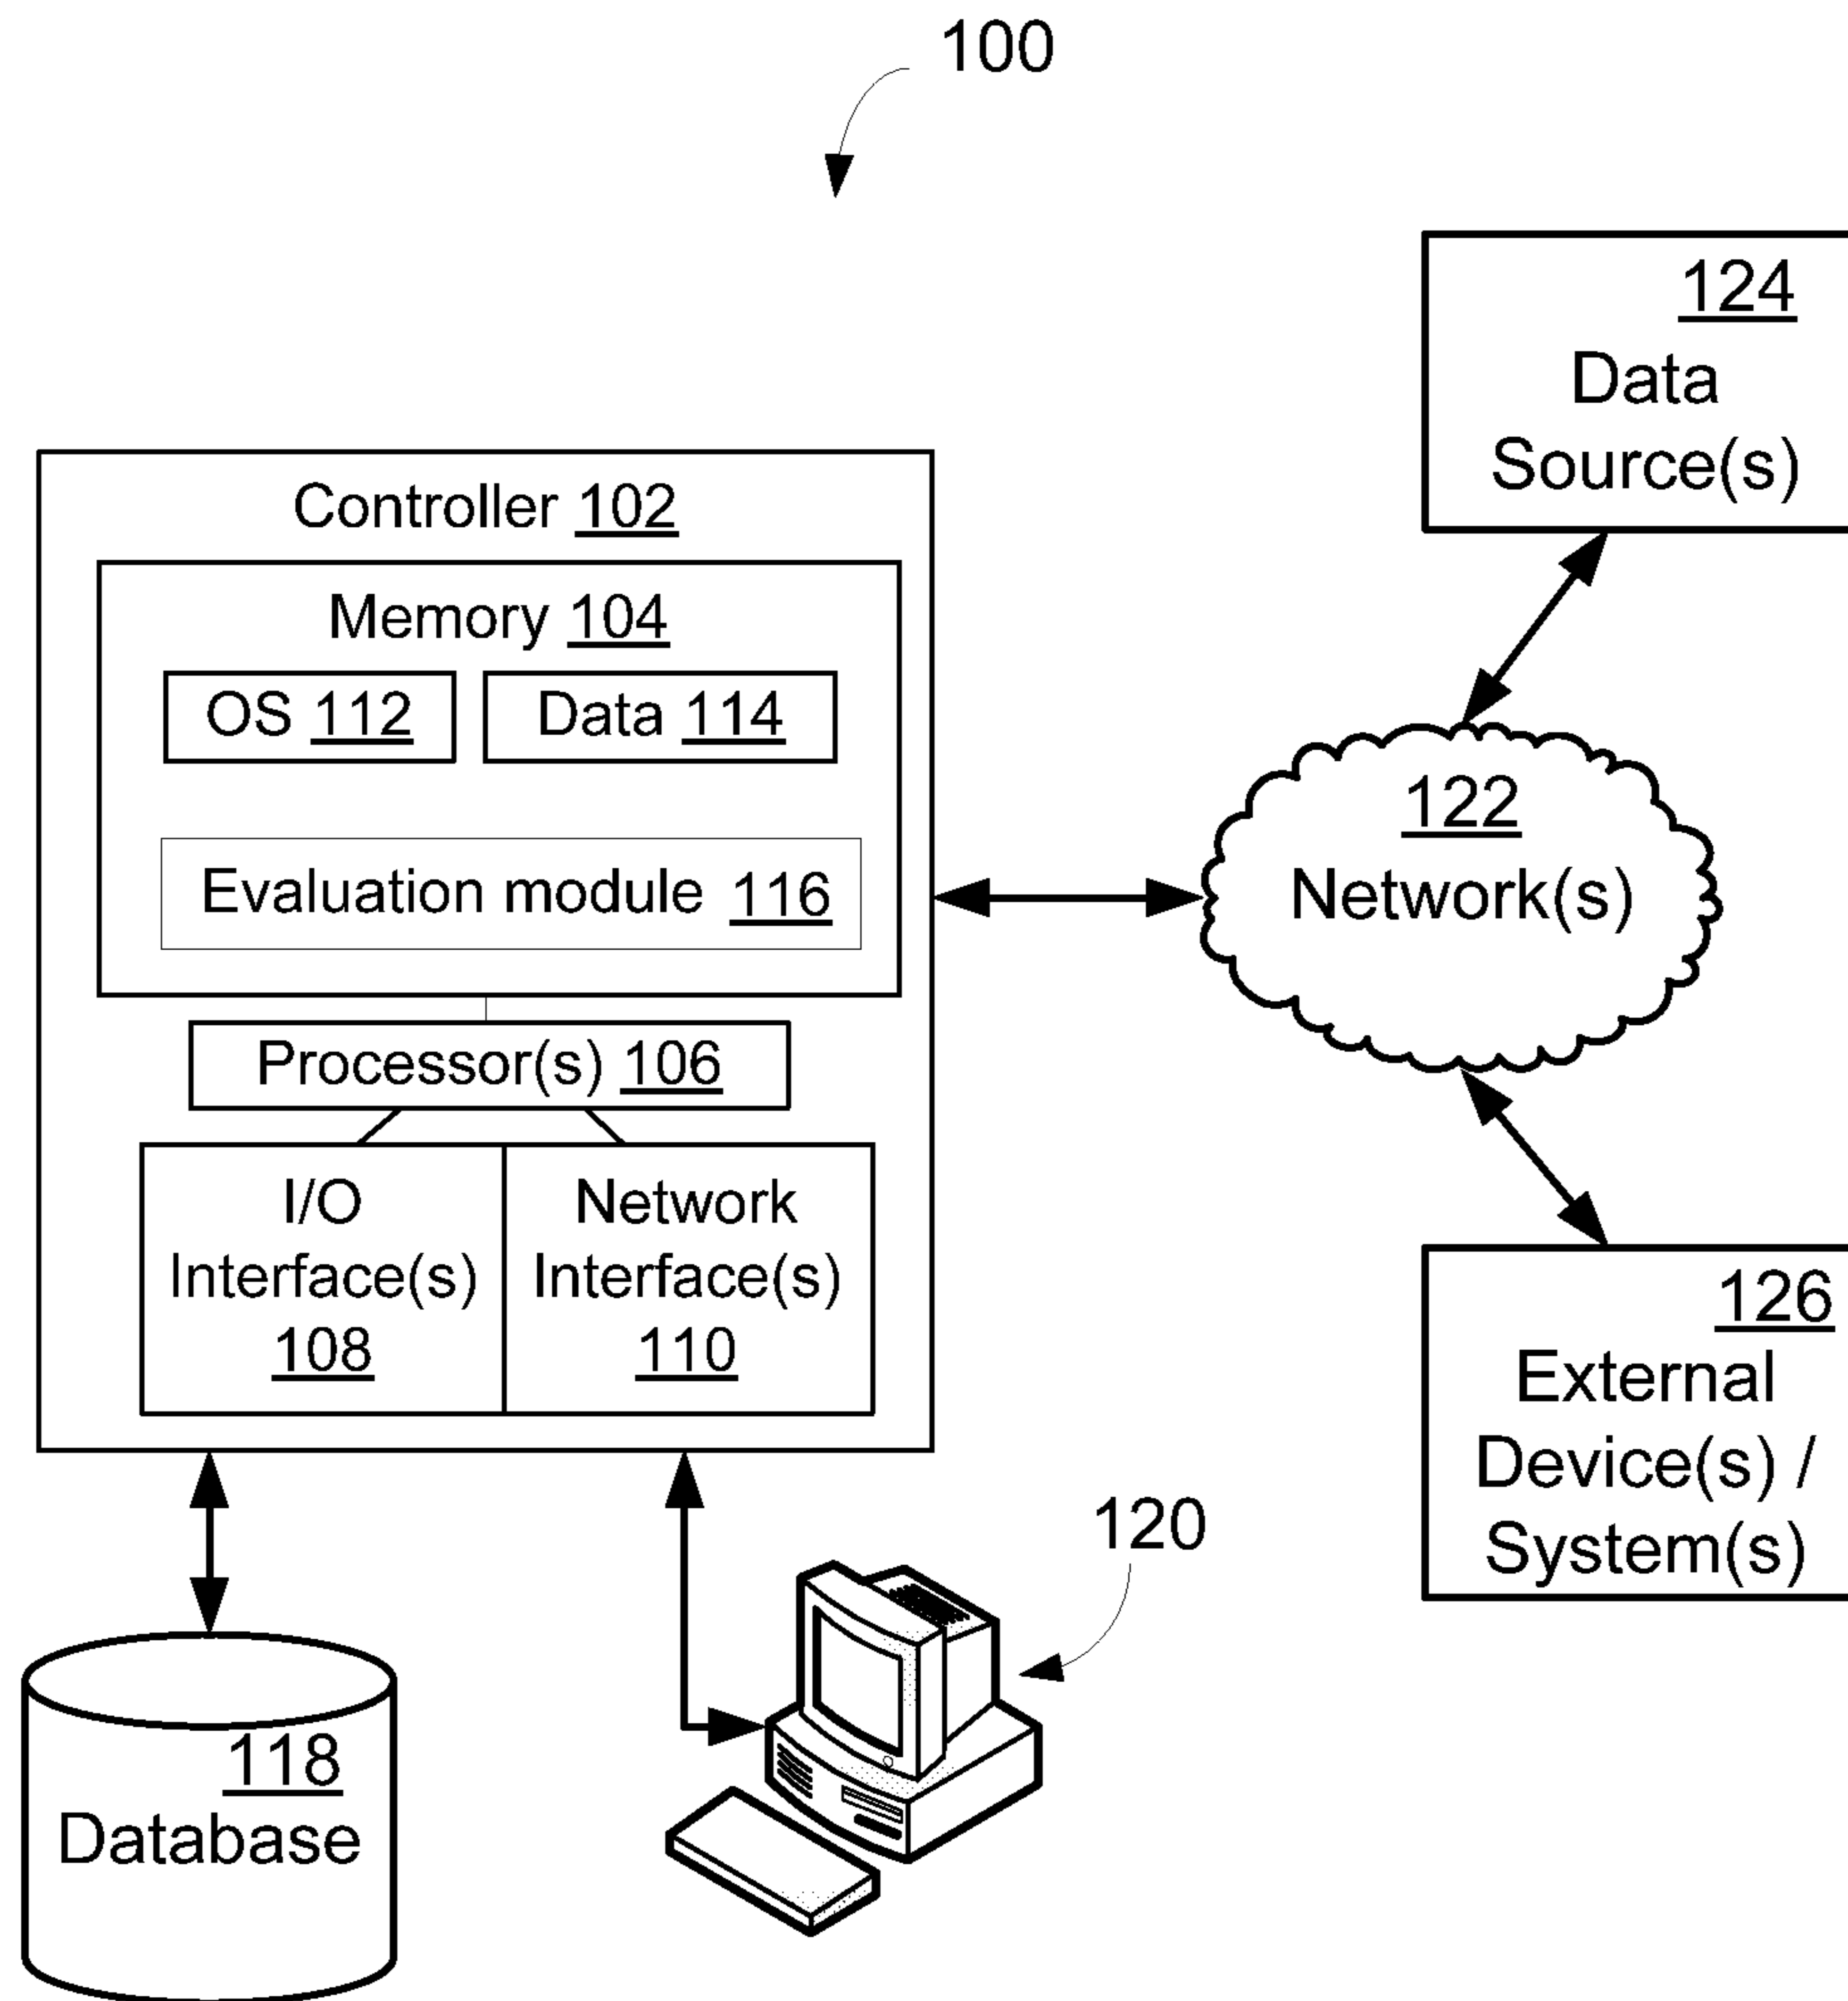 100
124
Data
Source(s)
Controller 102
Memory 104
OS 112
Data 114
Evaluation module 116
122
Network(s)
Processor(s) 106
I/O
Interface(s)
108
Network
Interface(s)
110
126
External
Device(s) /
System(s)
120
118
Database